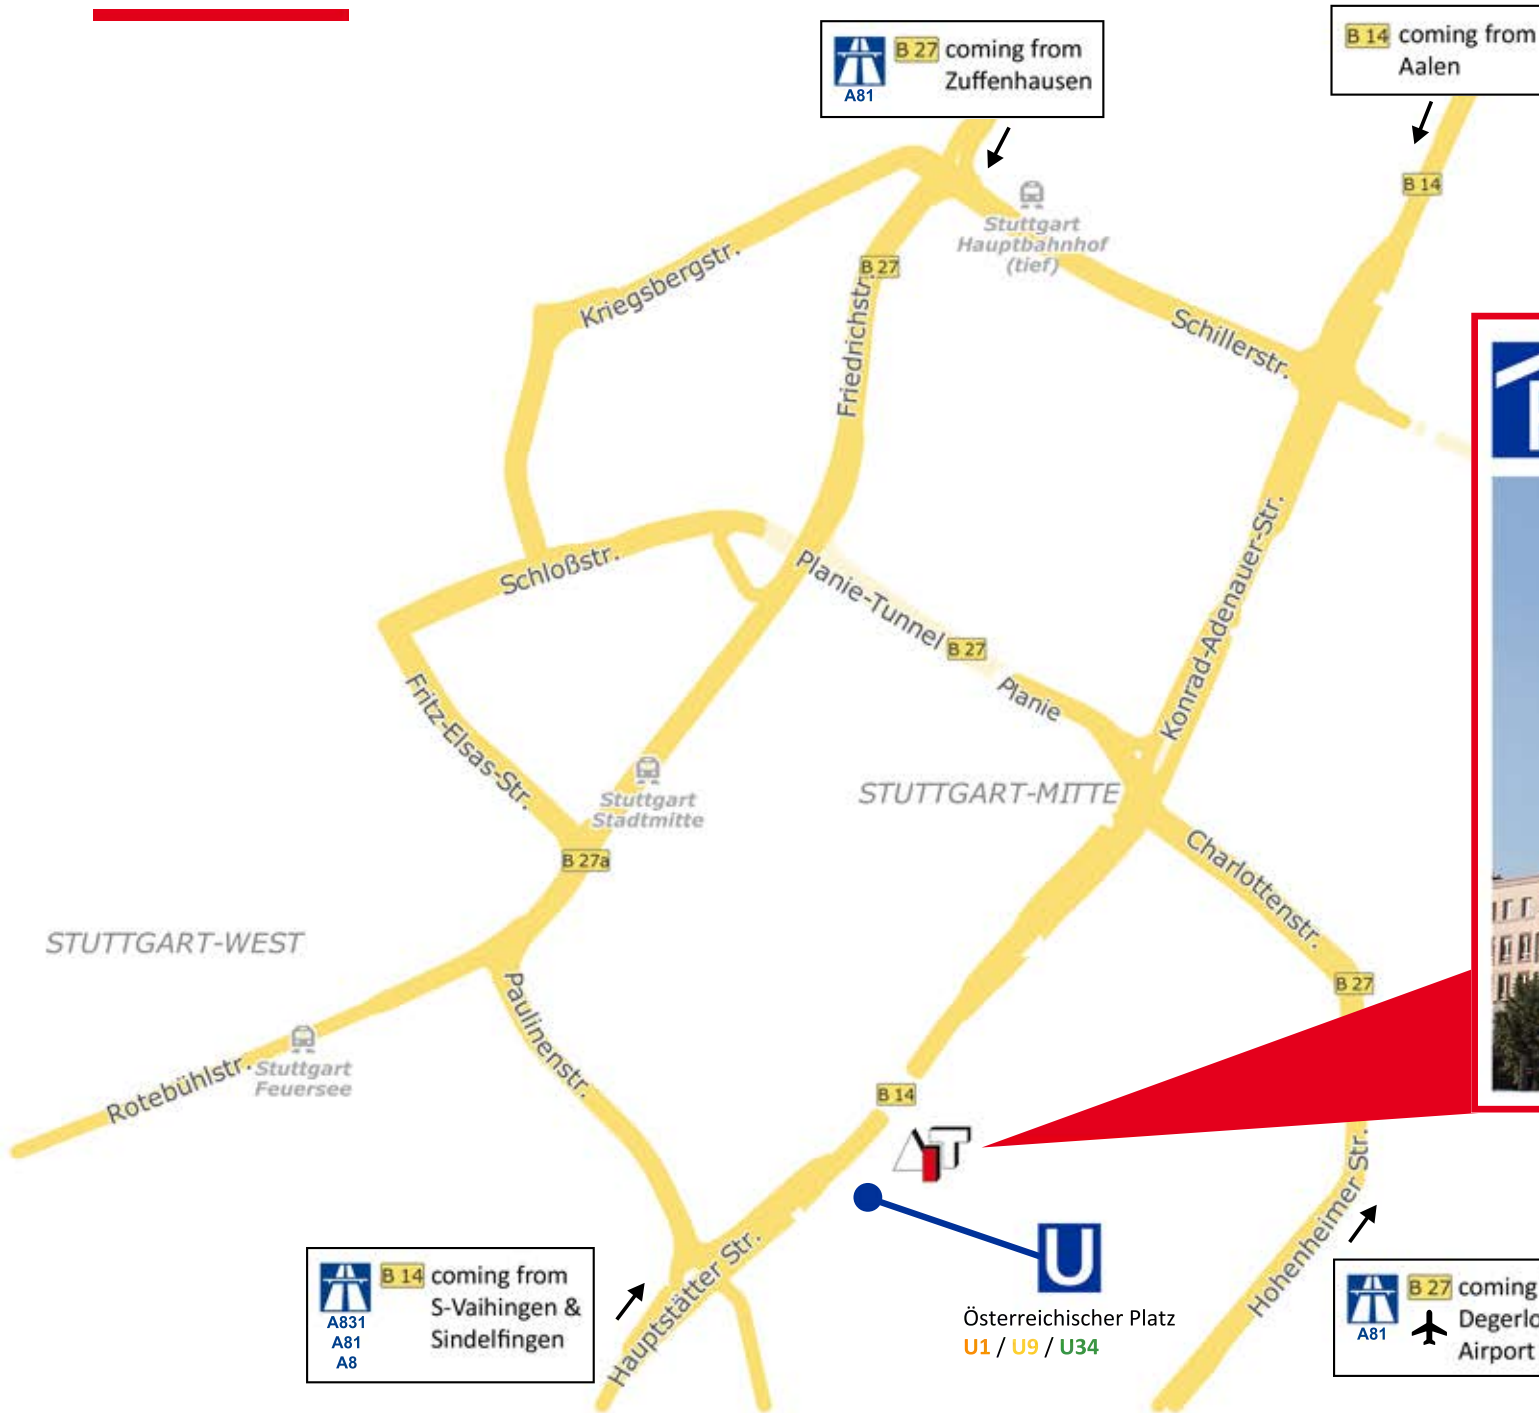 B 27 coming from
Zuffenhausen
A81
B 14 coming from
Aalen
B 14
Stuttgart
Hauptbahnhof
(tief)
B 27
Kriegsbergstr.
Friedrichstr.
Schillerstr.
Konrad-Adenauer-Str.
Schloßstr.
Planie-Tunnel
B 27
Planie
Fritz-Elsas-Str.
Stuttgart
Stadtmitte
STUTTGART-MITTE
B 27a
Charlottenstr.
STUTTGART-WEST
B 27
Paulinenstr.
Stuttgart
Feuersee
Rotebühlstr.
B 14
Hohenheimer Str.
Hauptstätter Str.
U
Österreichischer Platz
U1 / U9 / U34
B 14 coming from
S-Vaihingen &
Sindelfingen
A831
A81
A8
B 27 coming
Airport
A81